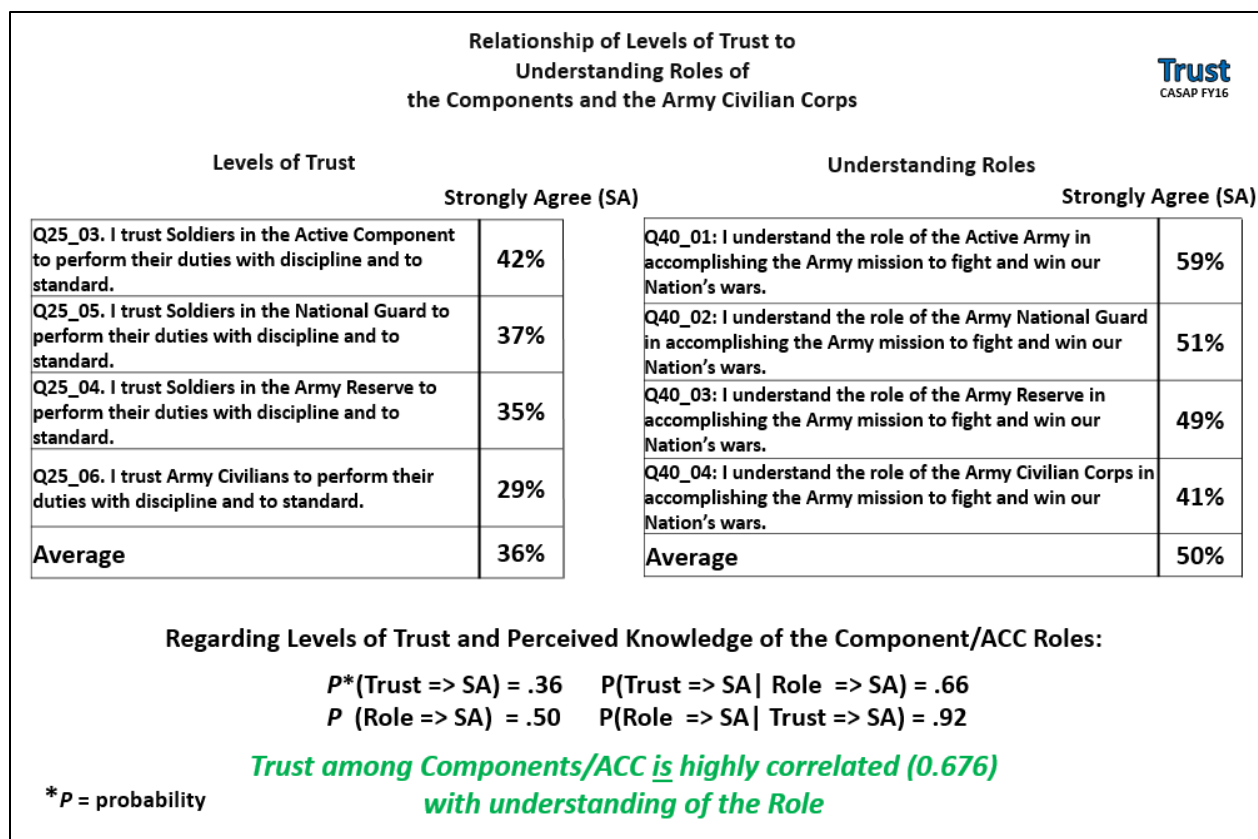 Relationship of Levels of Trust to
Understanding Roles of
the Components and the Army Civilian Corps
Trust
CASAP FY16
Levels of Trust
Strongly Agree (SA)
Q25_03. I trust Soldiers in the Active Component
to perform their duties with discipline and to
standard.
42%
Q25_05. I trust Soldiers in the National Guard to
perform their duties with discipline and to
standard.
37%
Q25_04. I trust Soldiers in the Army Reserve to
perform their duties with discipline and to
standard.
35%
Q25_06. I trust Army Civilians to perform their
duties with discipline and to standard.
29%
Average
36%
Understanding Roles
Strongly Agree (SA)
Q40_01: I understand the role of the Active Army in
accomplishing the Army mission to fight and win our
Nation's wars.
59%
Q40_02: I understand the role of the Army National Guard
in accomplishing the Army mission to fight and win our
Nation's wars.
51%
Q40_03: I understand the role of the Army Reserve in
accomplishing the Army mission to fight and win our
Nation's wars.
49%
Q40_04: I understand the role of the Army Civilian Corps in
accomplishing the Army mission to fight and win our
Nation's wars.
41%
Average
50%
Regarding Levels of Trust and Perceived Knowledge of the Component/ACC Roles:
P*(Trust => SA) = .36 P(Trust => SA| Role => SA) = .66
P (Role => SA) = .50 P(Role => SA| Trust => SA) = .92
Trust among Components/ACC is highly correlated (0.676)
with understanding of the Role
*P = probability